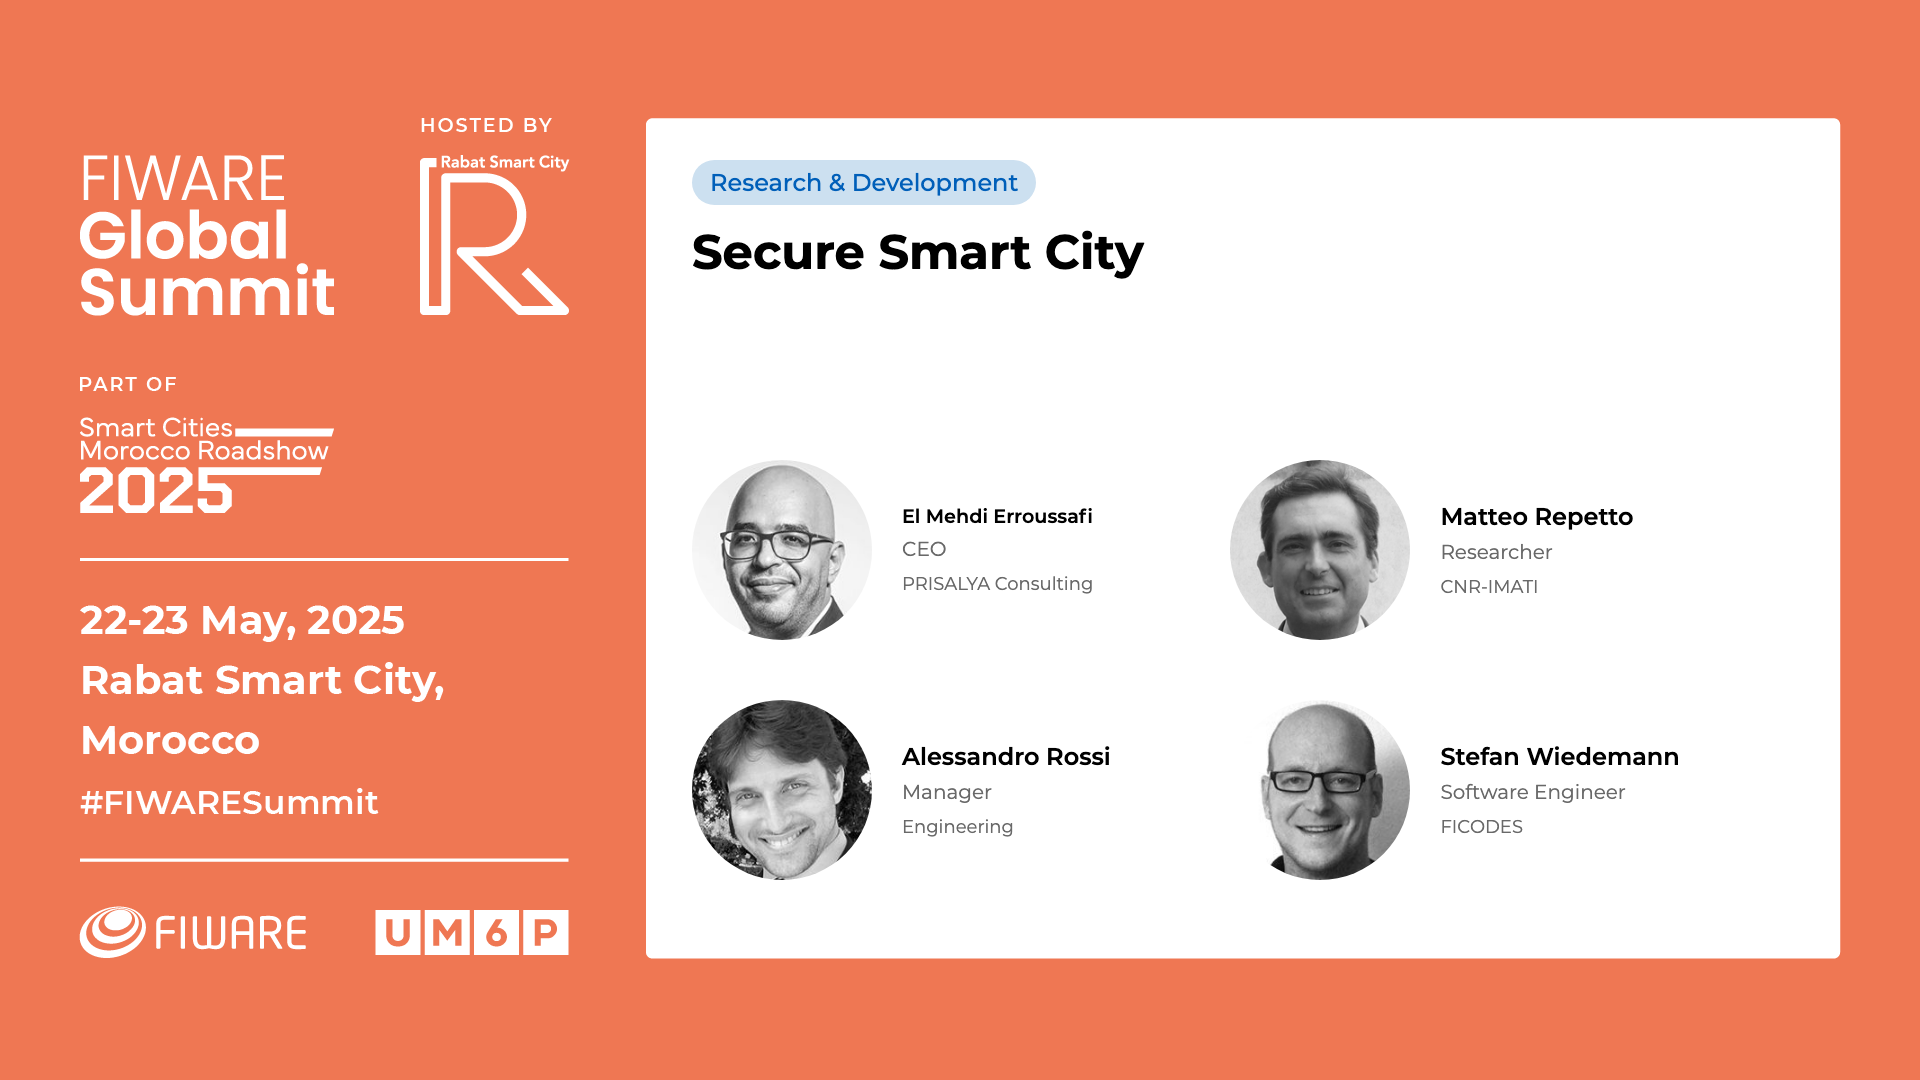 FIWARE
Global
Summit
HOSTED BY
Rabat Smart City
R
PART OF
Smart Cities
Morocco Roadshow
2025
22-23 May, 2025
Rabat Smart City,
Morocco
#FIWARESummit
FIWARE
UM6P
Research & Development
Secure Smart City
El Mehdi Erroussafi
CEO
PRISALYA Consulting
Matteo Repetto
Researcher
CNR-IMATI
Alessandro Rossi
Manager
Engineering
Stefan Wiedemann
Software Engineer
FICODES